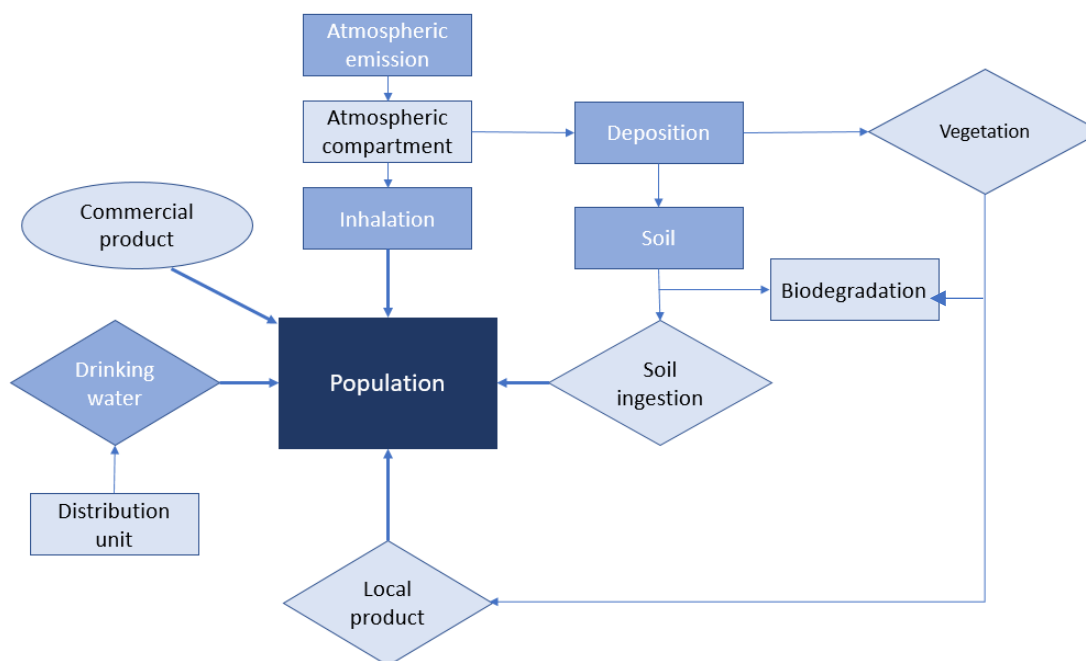 Atmospheric
emission
Atmospheric
compartment
Deposition
Vegetation
Commercial
product
Inhalation
Soil
Biodegradation
Drinking
water
Population
Soil
ingestion
Distribution
unit
Local
product